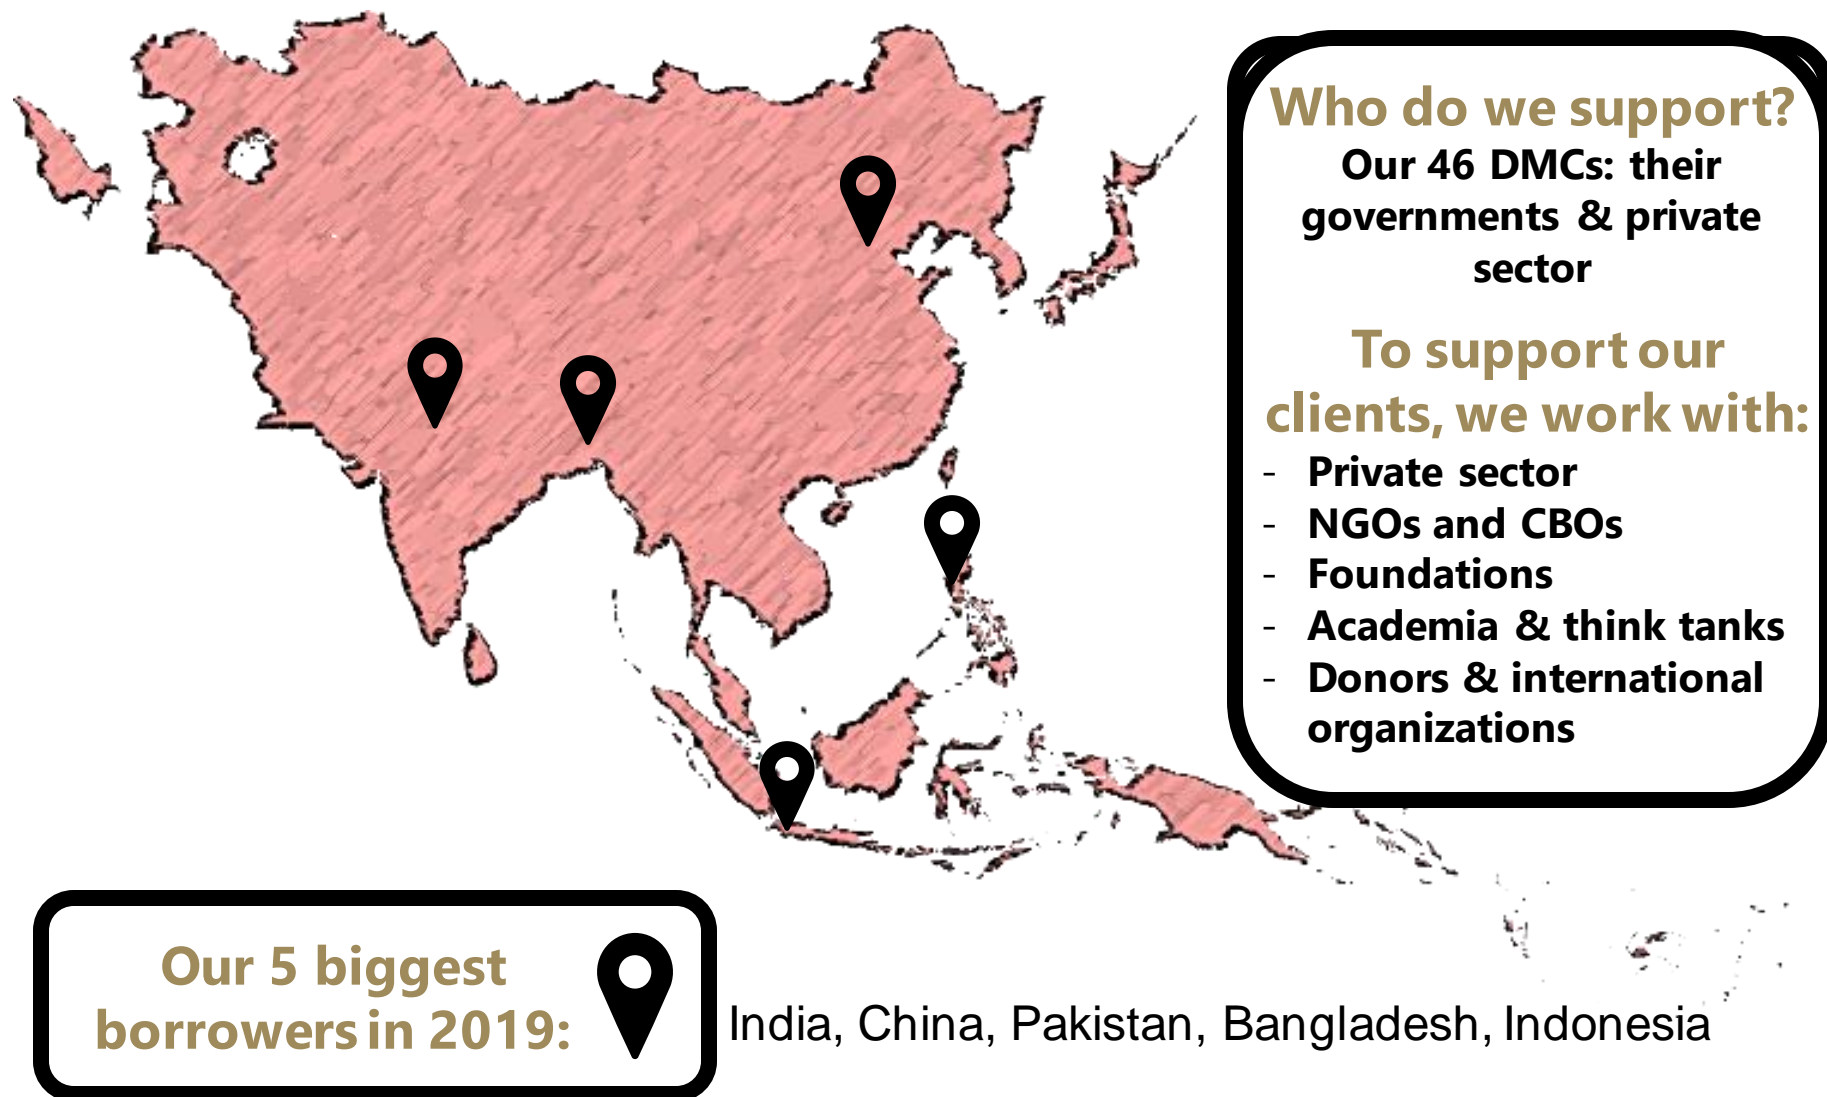 Who do we support?
Our 46 DMCs: their
governments & private
sector
To support our
clients, we work with:
- Private sector
- NGOs and CBOs
- Foundations
- Academia & think tanks
- Donors & international
organizations
Our 5 biggest
borrowers in 2019:
India, China, Pakistan, Bangladesh, Indonesia